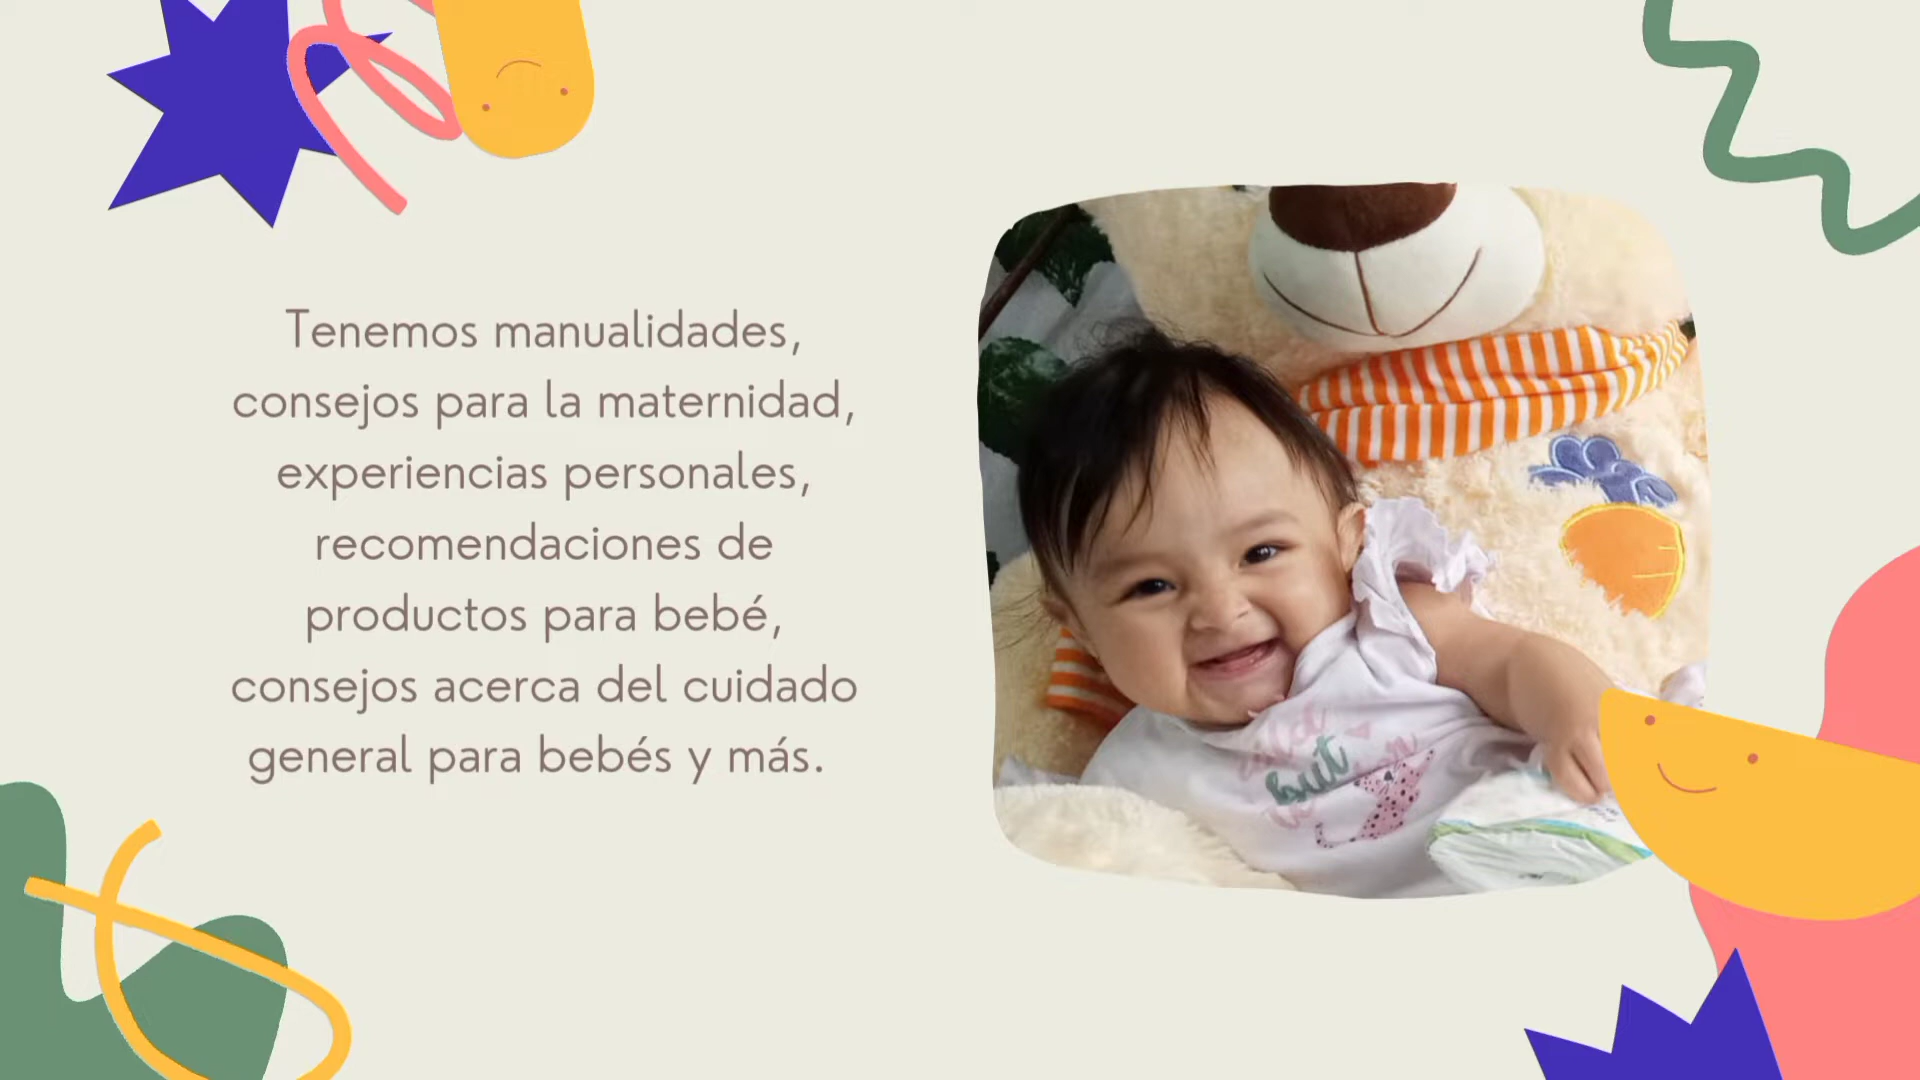 Tenemos manualidades,
consejos para la maternidad,
experiencias personales,
recomendaciones de
productos para bebé,
consejos acerca del cuidado
general para bebés y más.
but